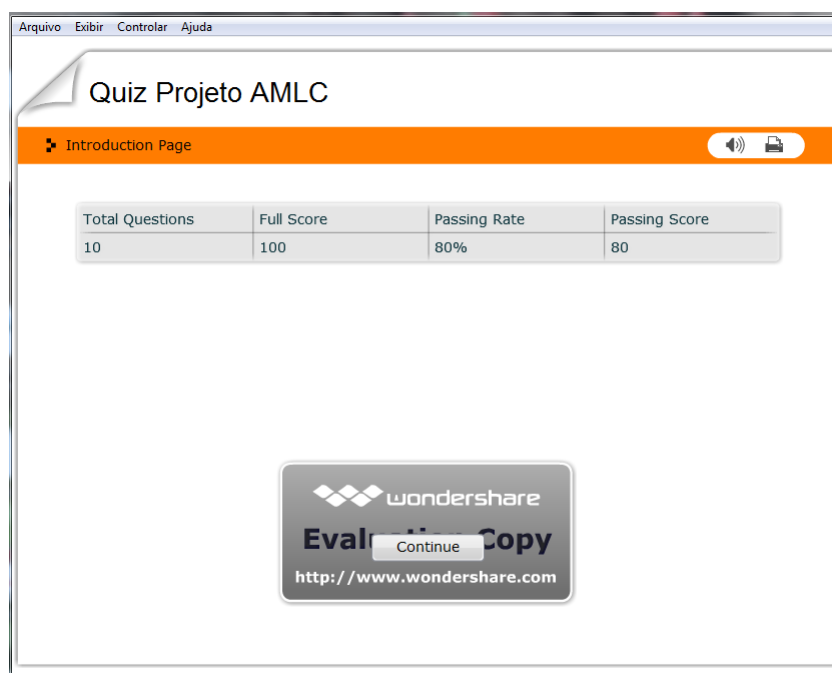 Arquivo Exibir Controlar Ajuda
Quiz Projeto AMLC
Introduction Page
Total Questions Full Score Passing Rate Passing Score
10 100 80% 80
wondershare
Copy
Continue
http://www.wondershare.com